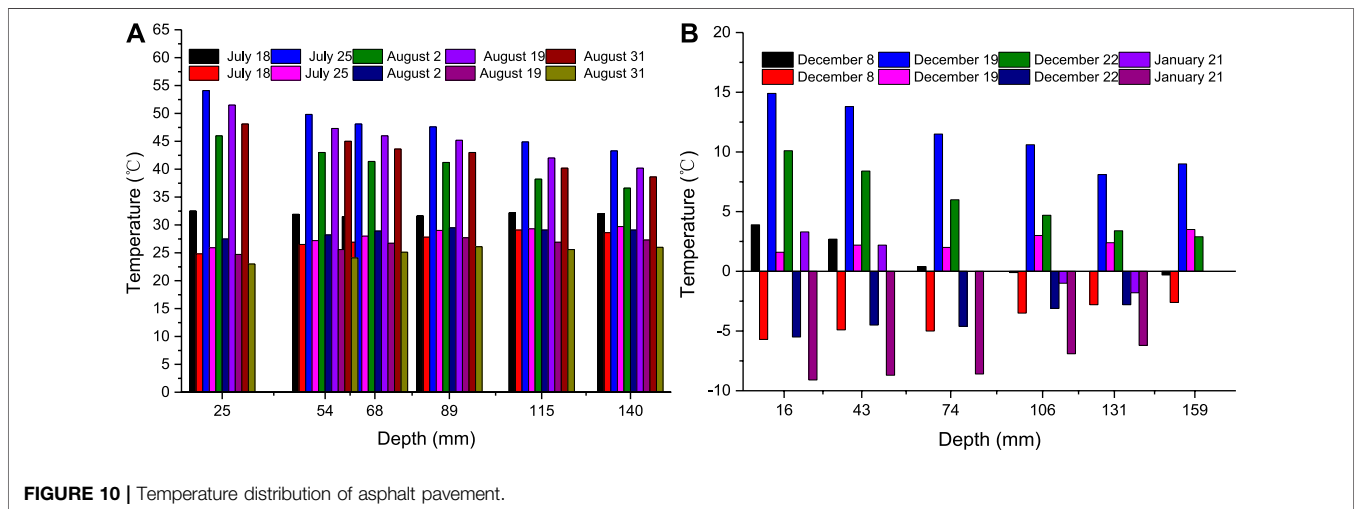 A
65
60
55
50
45
40
35
30
25
20
15
10
5
0
Temperature (℃)
July 18 July 25 August 2 August 19 August 31
July 18 July 25 August 2 August 19 August 31
25 54 68 89 115 140
Depth (mm)
B
20
15
10
5
0
-5
-10
Temperature (℃)
December 8 December 19 December 22 January 21
December 8 December 19 December 22 January 21
16 43 74 106 131 159
Depth (mm)
FIGURE 10 | Temperature distribution of asphalt pavement.